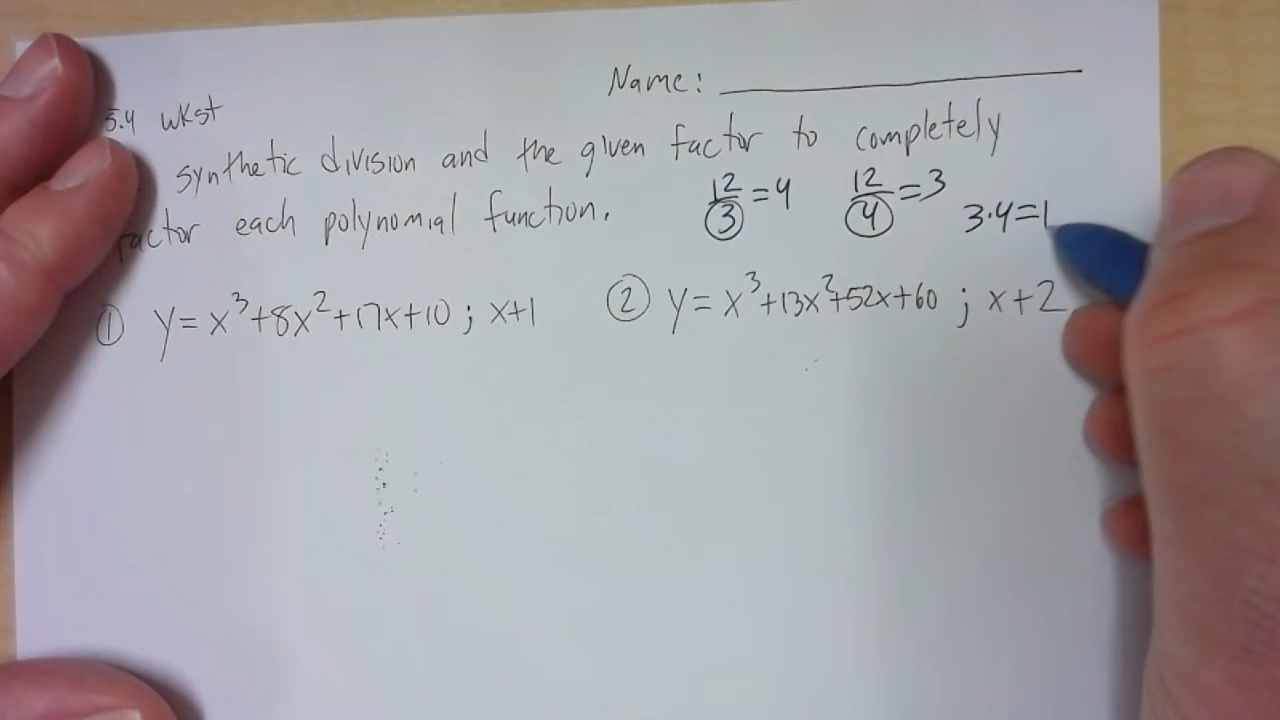 Name:
5.4 wkst
synthetic division and the given factor to completely
factor each polynomial function.
12/3 = 4 12/4 = 3 3·4=1
① y= x³+8x²+17x+10 ; x+1
② y= x³+13x²+52x+60 ; x+2